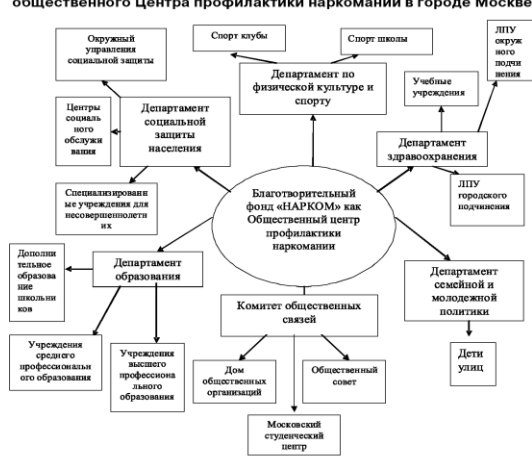 общественного Центра профилактики наркомании в городе Москве
Окружный
управления
социальной защиты
Спорт клубы
Спорт школы
ЛПУ
окруж
ного
подчи
нения
Департамент по
физической культуре и
спорту
Учебные
учреждения
Центры
социаль
ного
обслужи
вания
Департамент
социальной
защиты
населения
Департамент
здравоохранения
Специализированн
ые учреждения для
несовершеннолетн
их
Благотворительный
фонд «НАРКОМ» как
Общественный центр
профилактики
наркомании
ЛПУ
городского
подчинения
Дополни
тельное
образова
ние
школьни
ков
Департамент
образования
Департамент
семейной и
молодежной
политики
Комитет общественных
связей
Учреждения
среднего
профессиональн
ого образования
Учреждения
высшего
профессиона
льного
образования
Дом
общественных
организаций
Общественный
совет
Дети
улиц
Московский
студенческий
центр